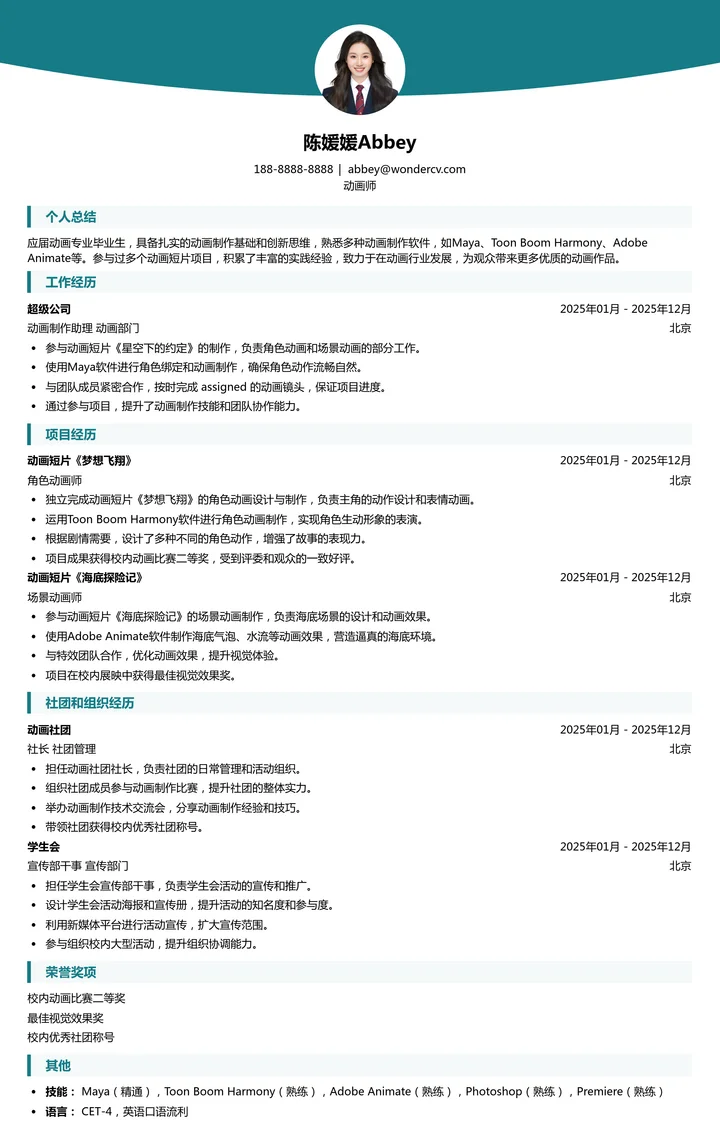 陈媛媛Abbey
188-8888-8888 | abbey@wondercv.com
动画师
个人总结
应届动画专业毕业生，具备扎实的动画制作基础和创新思维，熟悉多种动画制作软件，如Maya、Toon Boom Harmony、Adobe
Animate等。参与过多个动画短片项目，积累了丰富的实践经验，致力于在动画行业发展，为观众带来更多优质的动画作品。
工作经历
超级公司 2025年01月 - 2025年12月
动画制作助理 动画部门 北京
• 参与动画短片《星空下的约定》的制作，负责角色动画和场景动画的部分工作。
• 使用Maya软件进行角色绑定和动画制作，确保角色动作流畅自然。
• 与团队成员紧密合作，按时完成 assigned 的动画镜头，保证项目进度。
• 通过参与项目，提升了动画制作技能和团队协作能力。
项目经历
动画短片《梦想飞翔》 2025年01月 - 2025年12月
角色动画师 北京
• 独立完成动画短片《梦想飞翔》的角色动画设计与制作，负责主角的动作设计和表情动画。
• 运用Toon Boom Harmony软件进行角色动画制作，实现角色生动形象的表演。
• 根据剧情需要，设计了多种不同的角色动作，增强了故事的表现力。
• 项目成果获得校内动画比赛二等奖，受到评委和观众的一致好评。
动画短片《海底探险记》 2025年01月 - 2025年12月
场景动画师 北京
• 参与动画短片《海底探险记》的场景动画制作，负责海底场景的设计和动画效果。
• 使用Adobe Animate软件制作海底气泡、水流等动画效果，营造逼真的海底环境。
• 与特效团队合作，优化动画效果，提升视觉体验。
• 项目在校内展映中获得最佳视觉效果奖。
社团和组织经历
动画社团 2025年01月 - 2025年12月
社长 社团管理 北京
• 担任动画社团社长，负责社团的日常管理和活动组织。
• 组织社团成员参与动画制作比赛，提升社团的整体实力。
• 举办动画制作技术交流会，分享动画制作经验和技巧。
• 带领社团获得校内优秀社团称号。
学生会 2025年01月 - 2025年12月
宣传部干事 宣传部门 北京
• 担任学生会宣传部干事，负责学生会活动的宣传和推广。
• 设计学生会活动海报和宣传册，提升活动的知名度和参与度。
• 利用新媒体平台进行活动宣传，扩大宣传范围。
• 参与组织校内大型活动，提升组织协调能力。
荣誉奖项
校内动画比赛二等奖
最佳视觉效果奖
校内优秀社团称号
其他
• 技能： Maya（精通），Toon Boom Harmony（熟练），Adobe Animate（熟练），Photoshop（熟练），Premiere（熟练）
• 语言： CET-4，英语口语流利